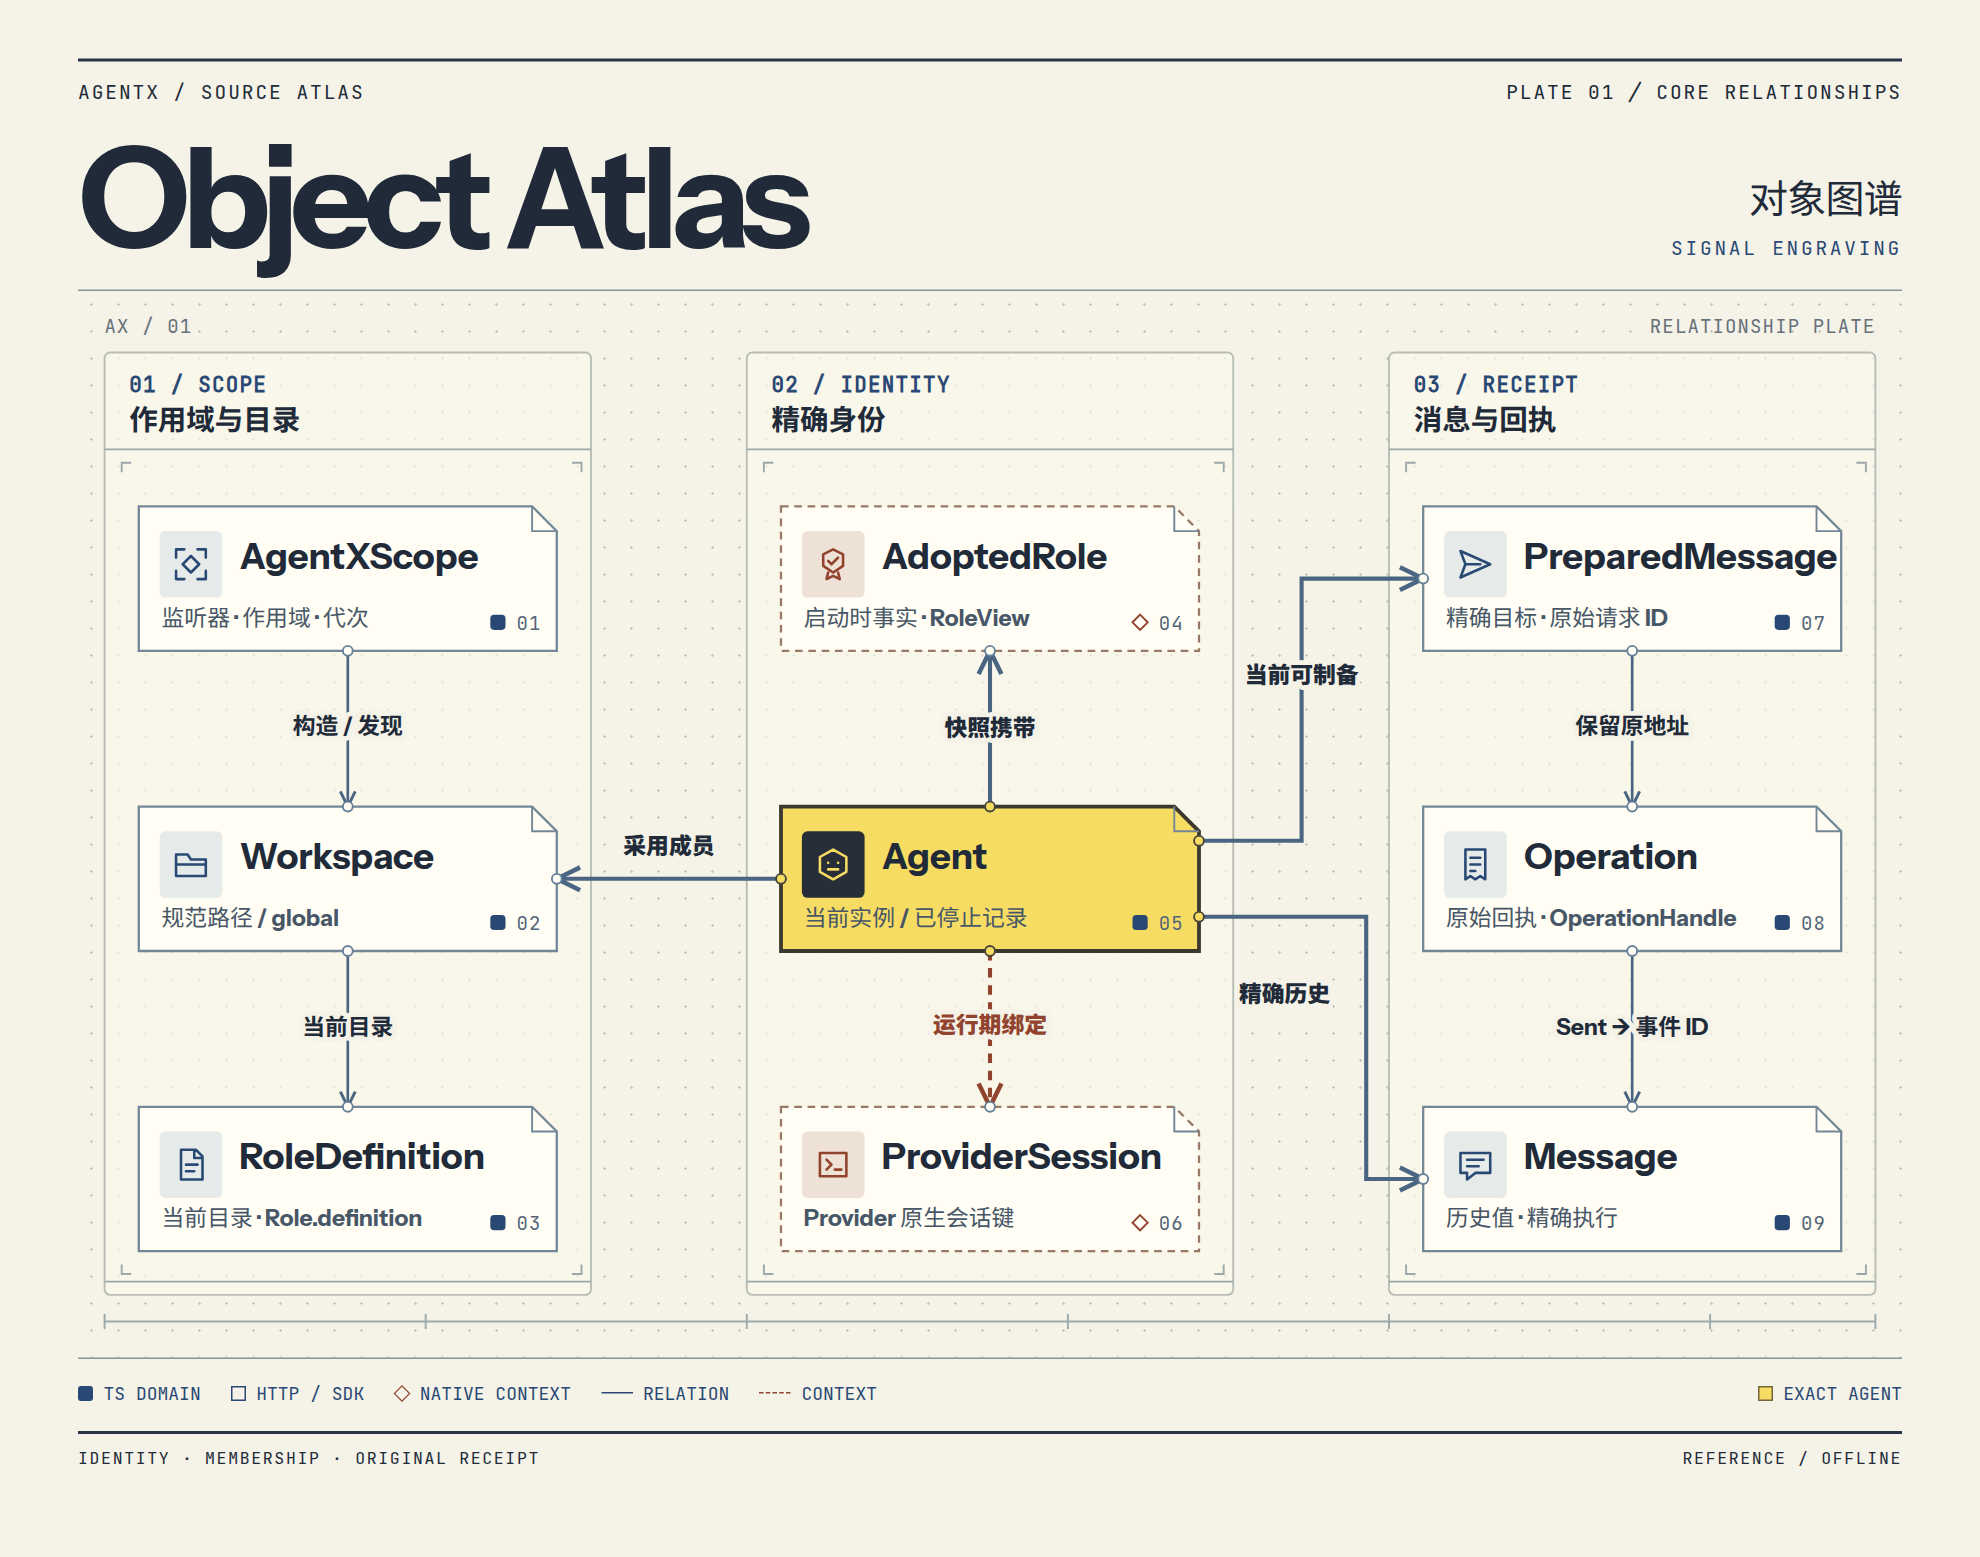 AGENTX / SOURCE ATLAS
PLATE 01 / CORE RELATIONSHIPS
Object Atlas
对象图谱
SIGNAL ENGRAVING
AX / 01
RELATIONSHIP PLATE
01 / SCOPE
作用域与目录
AgentXScope
监听器·作用域·代次
01
构造 / 发现
Workspace
规范路径 / global
02
当前目录
RoleDefinition
当前目录·Role.definition
03
采用成员
02 / IDENTITY
精确身份
AdoptedRole
启动时事实·RoleView
04
快照携带
Agent
当前实例 / 已停止记录
05
运行期绑定
ProviderSession
Provider 原生会话键
06
当前可制备
精确历史
03 / RECEIPT
消息与回执
PreparedMessage
精确目标·原始请求 ID
07
保留原地址
Operation
原始回执·OperationHandle
08
Sent → 事件 ID
Message
历史值·精确执行
09
TS DOMAIN
HTTP / SDK
NATIVE CONTEXT
RELATION
CONTEXT
EXACT AGENT
IDENTITY · MEMBERSHIP · ORIGINAL RECEIPT
REFERENCE / OFFLINE